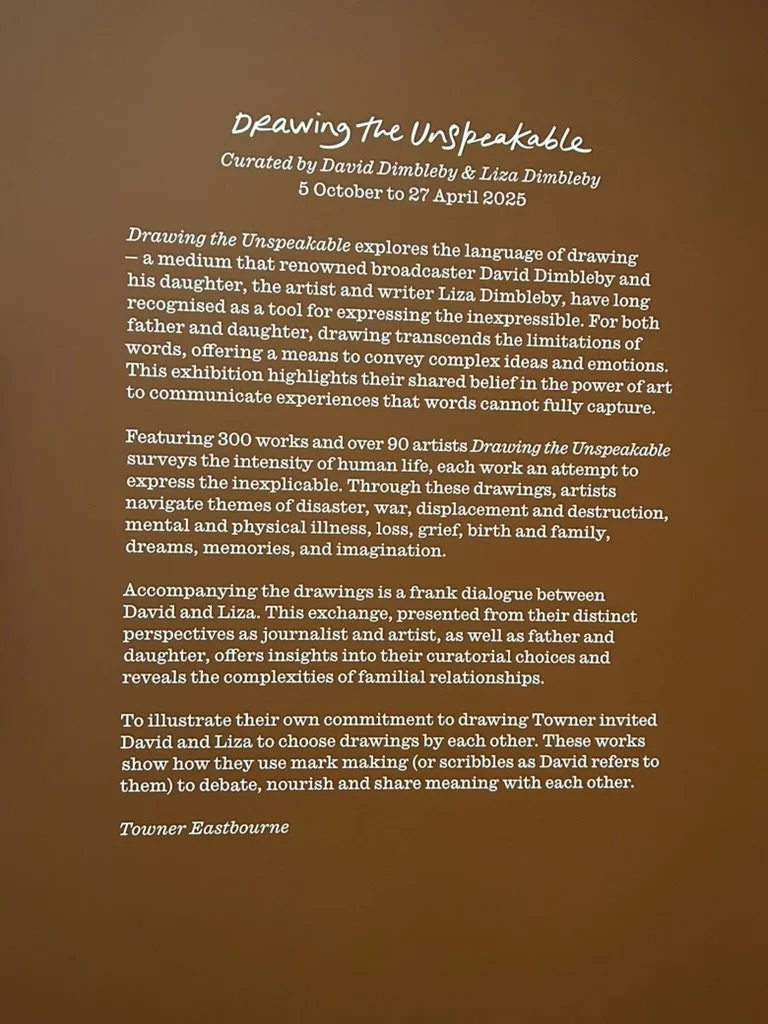 Drawing the Unspeakable
Curated by David Dimbleby & Liza Dimbleby
5 October to 27 April 2025
Drawing the Unspeakable explores the language of drawing
– a medium that renowned broadcaster David Dimbleby and
his daughter, the artist and writer Liza Dimbleby, have long
recognised as a tool for expressing the inexpressible. For both
father and daughter, drawing transcends the limitations of
words, offering a means to convey complex ideas and emotions.
This exhibition highlights their shared belief in the power of art
to communicate experiences that words cannot fully capture.
Featuring 300 works and over 90 artists Drawing the Unspeakable
surveys the intensity of human life, each work an attempt to
express the inexplicable. Through these drawings, artists
navigate themes of disaster, war, displacement and destruction,
mental and physical illness, loss, grief, birth and family,
dreams, memories, and imagination.
Accompanying the drawings is a frank dialogue between
David and Liza. This exchange, presented from their distinct
perspectives as journalist and artist, as well as father and
daughter, offers insights into their curatorial choices and
reveals the complexities of familial relationships.
To illustrate their own commitment to drawing Towner invited
David and Liza to choose drawings by each other. These works
show how they use mark making (or scribbles as David refers to
them) to debate, nourish and share meaning with each other.
Towner Eastbourne